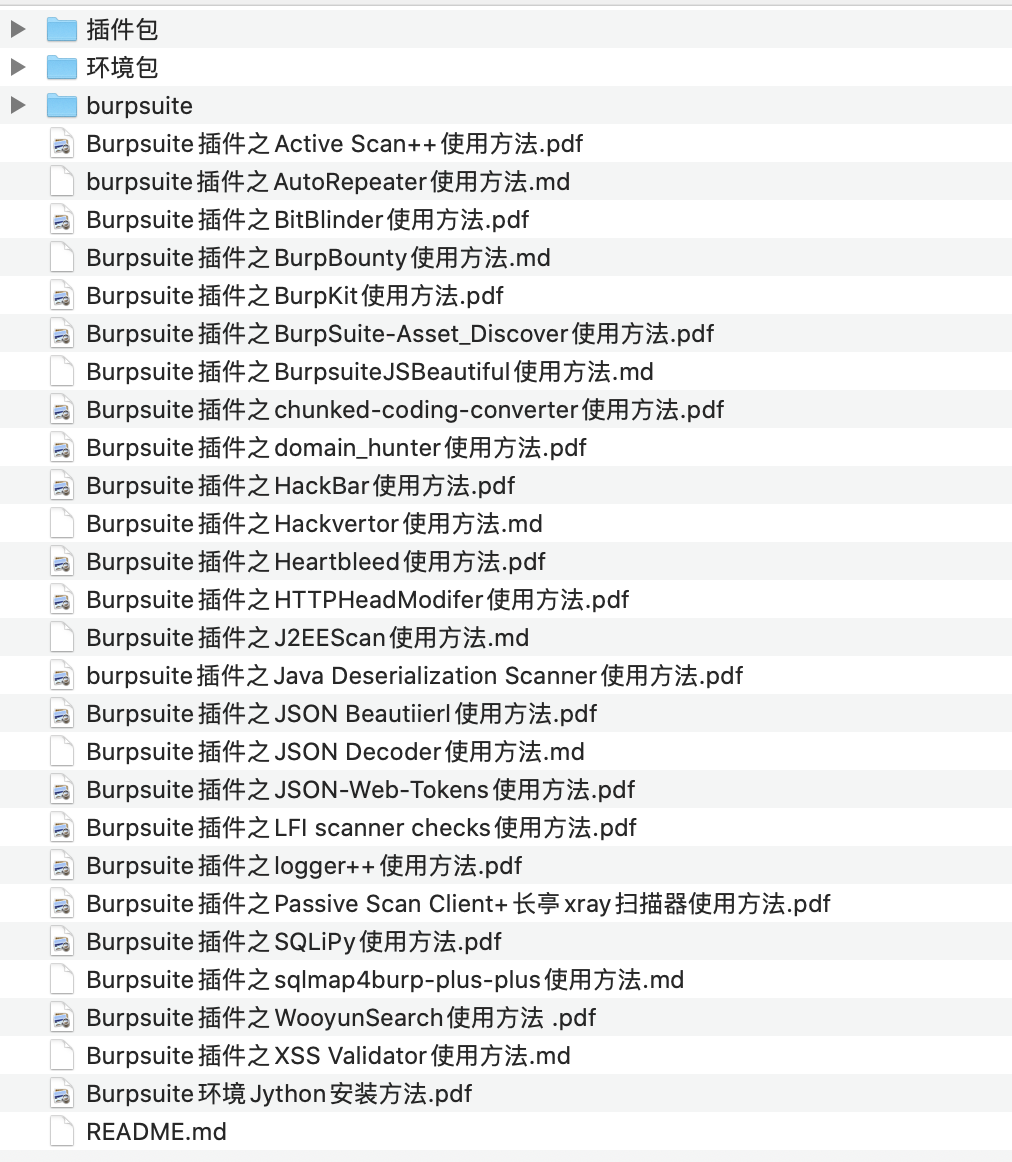 插件包
环境包
burpsuite
Burpsuite插件之Active Scan++使用方法.pdf
burpsuite插件之AutoRepeater使用方法.md
Burpsuite插件之BitBlinder使用方法.pdf
Burpsuite插件之BurpBounty使用方法.md
Burpsuite插件之BurpKit使用方法.pdf
Burpsuite插件之BurpSuite-Asset_Discover使用方法.pdf
Burpsuite插件之BurpsuiteJSBeautiful使用方法.md
Burpsuite插件之chunked-coding-converter使用方法.pdf
Burpsuite插件之domain_hunter使用方法.pdf
Burpsuite插件之HackBar使用方法.pdf
Burpsuite插件之Hackvertor使用方法.md
Burpsuite插件之Heartbleed使用方法.pdf
Burpsuite插件之HTTPHeadModifer使用方法.pdf
Burpsuite插件之J2EEScan使用方法.md
burpsuite插件之Java Deserialization Scanner使用方法.pdf
Burpsuite插件之JSON Beautiierl使用方法.pdf
Burpsuite插件之JSON Decoder使用方法.md
Burpsuite插件之JSON-Web-Tokens使用方法.pdf
Burpsuite插件之LFI scanner checks使用方法.pdf
Burpsuite插件之logger++使用方法.pdf
Burpsuite插件之Passive Scan Client+长亭xray扫描器使用方法.pdf
Burpsuite插件之SQLiPy使用方法.pdf
Burpsuite插件之sqlmap4burp-plus-plus使用方法.md
Burpsuite插件之WooyunSearch使用方法 .pdf
Burpsuite插件之XSS Validator使用方法.md
Burpsuite环境Jython安装方法.pdf
README.md